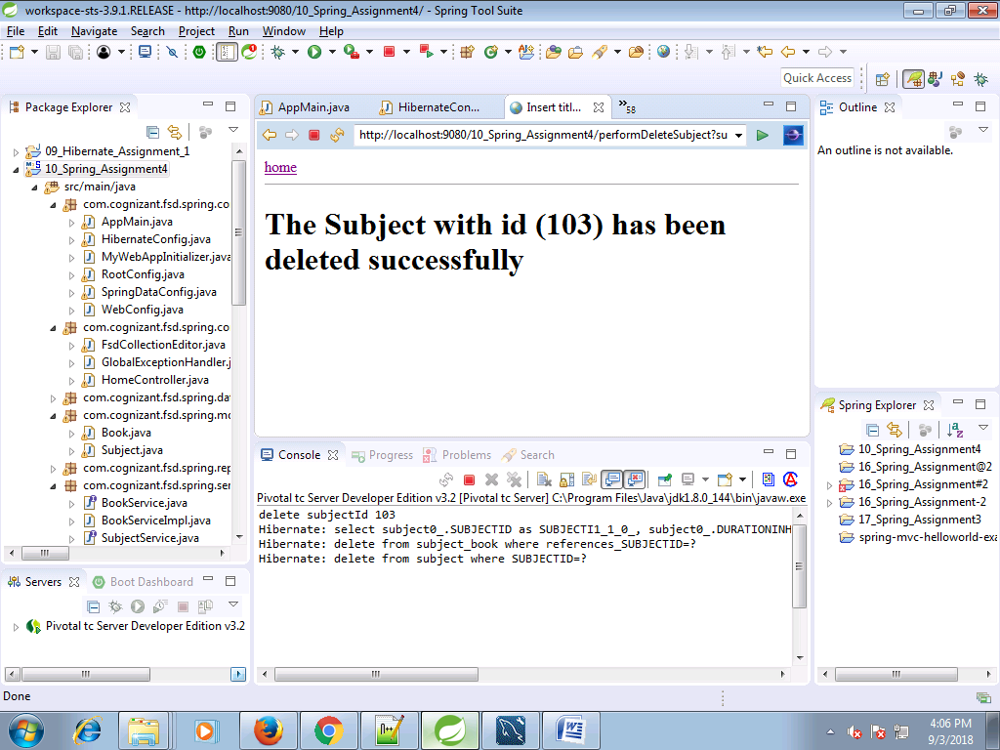 workspace-sts-3.9.1.RELEASE - http://localhost:9080/10_Spring_Assignment4/ - Spring Tool Suite
File Edit Navigate Search Project Run Window Help
Quick Access
Package Explorer
09_Hibernate_Assignment_1
10_Spring_Assignment4
src/main/java
com.cognizant.fsd.spring.co
AppMain.java
HibernateConfig.java
MyWebAppInitializer.java
RootConfig.java
SpringDataConfig.java
WebConfig.java
com.cognizant.fsd.spring.co
FsdCollectionEditor.java
GlobalExceptionHandler.j
HomeController.java
com.cognizant.fsd.spring.da
com.cognizant.fsd.spring.mo
Book.java
Subject.java
com.cognizant.fsd.spring.rep
com.cognizant.fsd.spring.ser
BookService.java
BookServiceImpl.java
SubjectService.java
Servers Boot Dashboard
Pivotal tc Server Developer Edition v3.2
AppMain.java HibernateCon... Insert titl... »58
http://localhost:9080/10_Spring_Assignment4/performDeleteSubject?su
home
The Subject with id (103) has been
deleted successfully
Console Progress Problems Search
Pivotal tc Server Developer Edition v3.2 [Pivotal tc Server] C:\Program Files\Java\jdk1.8.0_144\bin\javaw.exe
delete subjectId 103
Hibernate: select subject0_.SUBJECTID as SUBJECTI1_1_0_, subject0_.DURATIONINH
Hibernate: delete from subject_book where references_SUBJECTID=?
Hibernate: delete from subject where SUBJECTID=?
Outline
An outline is not available.
Spring Explorer
10_Spring_Assignment4
16_Spring_Assignment@2
16_Spring_Assignment#2
16_Spring_Assignment-2
17_Spring_Assignment3
spring-mvc-helloworld-exa
Done
4:06 PM
9/3/2018